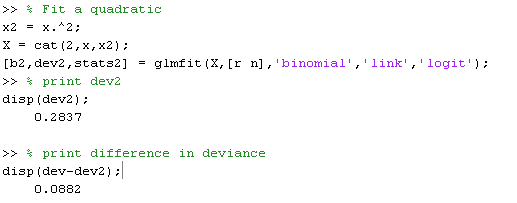 >> % Fit a quadratic
x2 = x.^2;
X = cat(2,x,x2);
[b2,dev2,stats2] = glmfit(X,[r n],'binomial','link','logit');
>> % print dev2
disp(dev2);
0.2837
>> % print difference in deviance
disp(dev-dev2);
0.0882